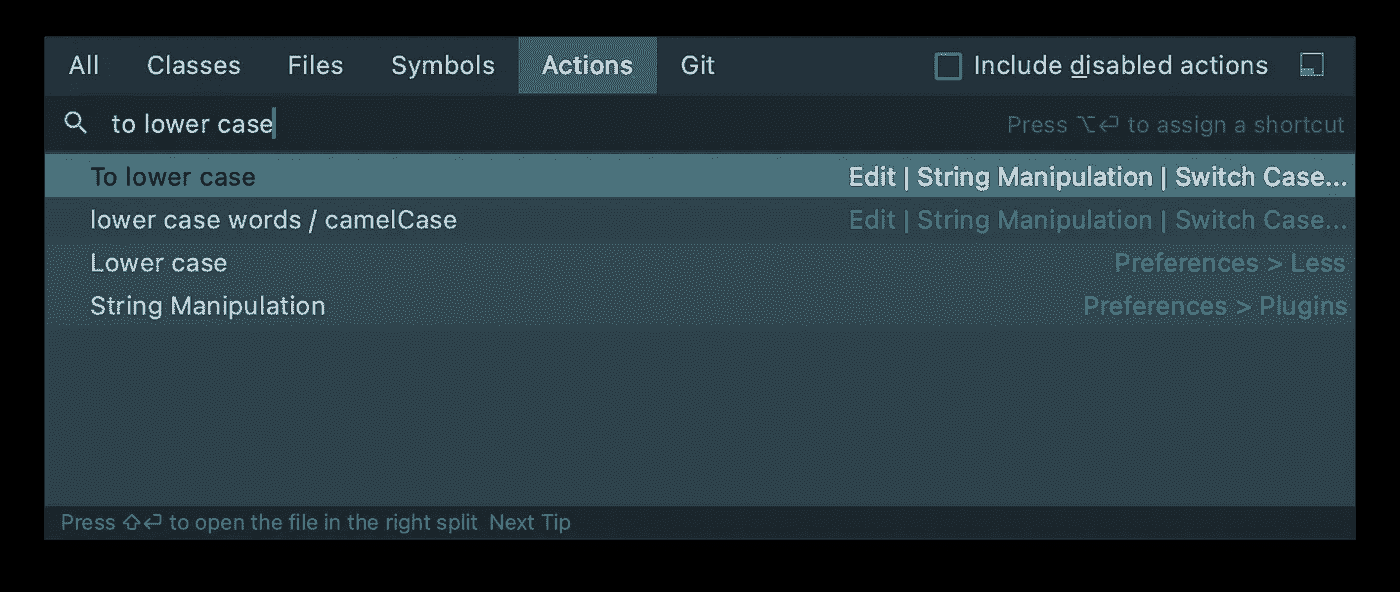 All Classes Files Symbols Actions Git Include disabled actions
to lower case Press ⌥⏎ to assign a shortcut
To lower case Edit | String Manipulation | Switch Case...
lower case words / camelCase Edit | String Manipulation | Switch Case...
Lower case Preferences > Less
String Manipulation Preferences > Plugins
Press ⇧⏎ to open the file in the right split Next Tip